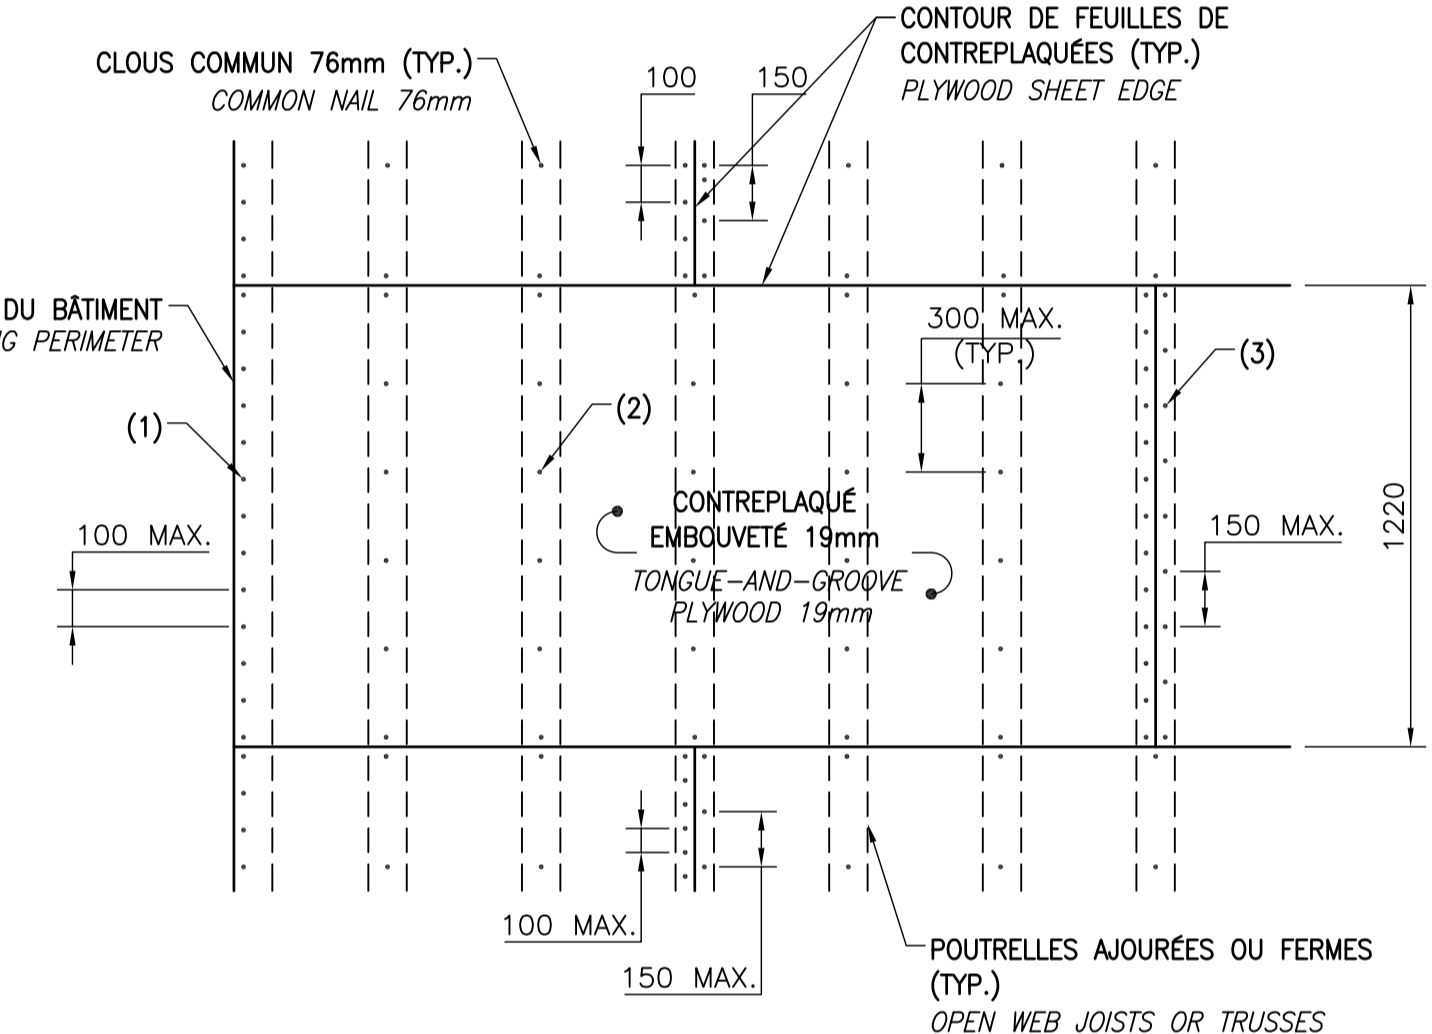 CLOUS COMMUN 76mm (TYP.)
COMMON NAIL 76mm
100
150
CONTOUR DE FEUILLES DE
CONTREPLAQUÉES (TYP.)
PLYWOOD SHEET EDGE
DU BÂTIMENT
PERIMETER
300 MAX.
(TYP.)
(1)
(2)
(3)
100 MAX.
CONTREPLAQUÉ
EMBOUVETÉ 19mm
TONGUE-AND-GROOVE
PLYWOOD 19mm
150 MAX.
1220
100 MAX.
150 MAX.
POUTRELLES AJOURÉES OU FERMES
(TYP.)
OPEN WEB JOISTS OR TRUSSES